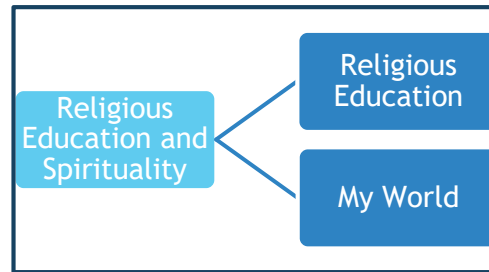 Religious
Education and
Spirituality
Religious
Education
My World